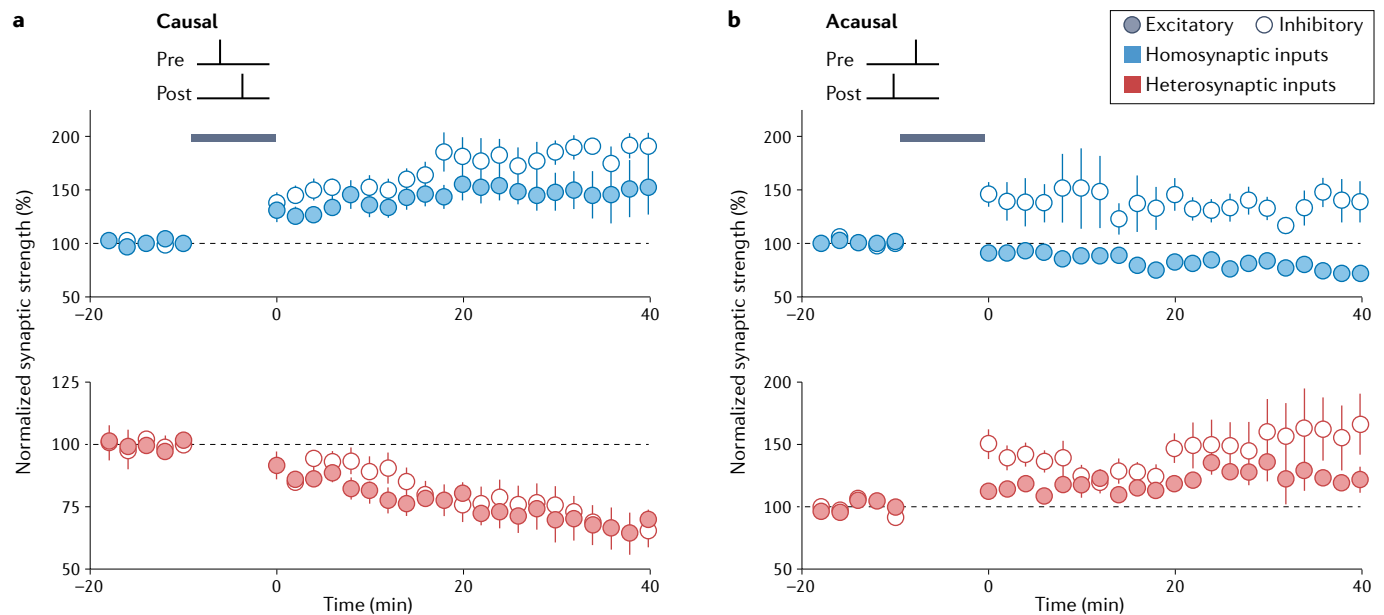 a
Causal
Pre
Post
Normalized synaptic strength (%)
200
150
100
50
−20
0
20
40
125
100
75
50
−20
0
20
40
Time (min)
b
Acausal
Pre
Post
Excitatory
Inhibitory
Homosynaptic inputs
Heterosynaptic inputs
Normalized synaptic strength (%)
200
150
100
50
−20
0
20
40
200
150
100
50
−20
0
20
40
Time (min)